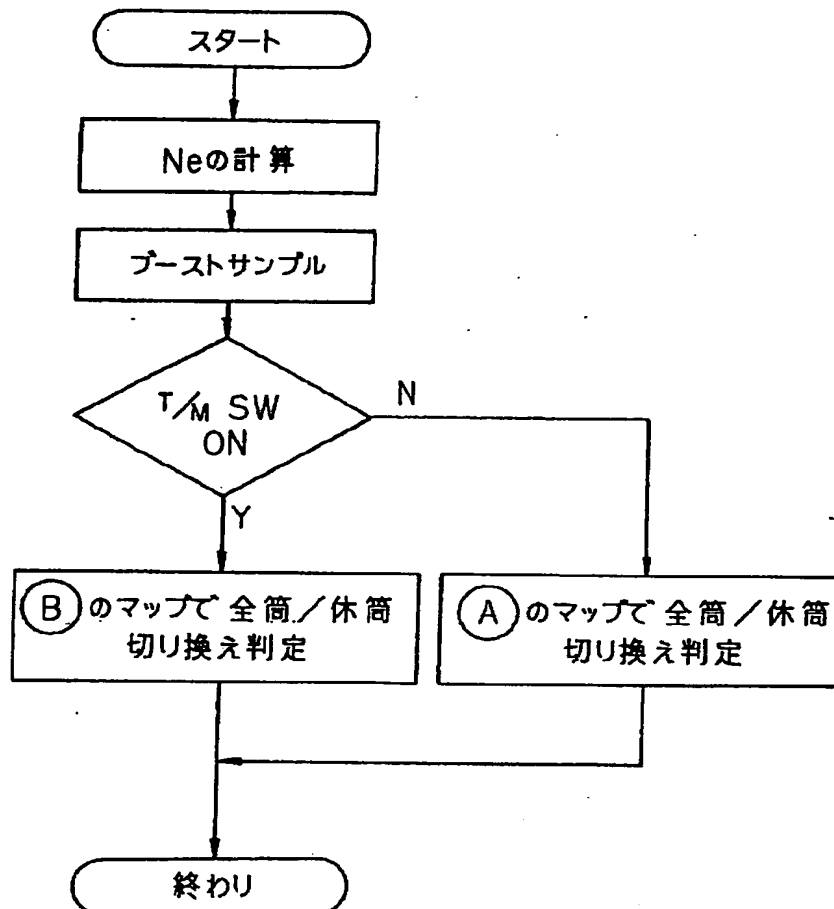 スタート
Neの計算
ブーストサンプル
T/M SW
ON
N
Y
Bのマップで全筒/休筒
切り換え判定
Aのマップで全筒/休筒
切り換え判定
終わり